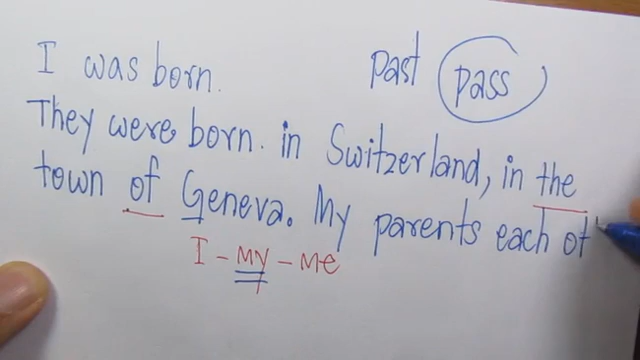 I was born.
past pass
They were born. in Switzerland, in the
town of Geneva. My parents each ot
I - my - me